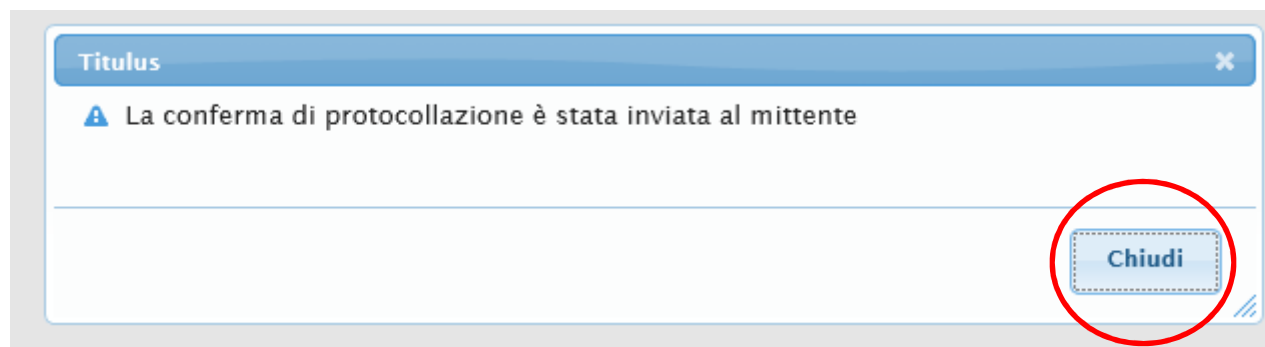 Titulus
La conferma di protocollazione è stata inviata al mittente
Chiudi